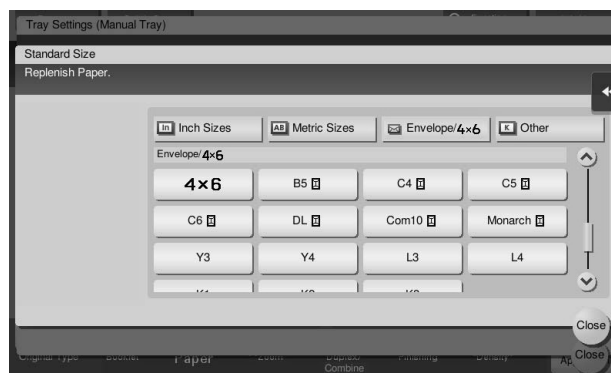 Tray Settings (Manual Tray)
Standard Size
Replenish Paper.
In Inch Sizes
AB Metric Sizes
Envelope/4×6
K Other
Envelope/4×6
4×6
B5
C4
C5
C6
DL
Com10
Monarch
Y3
Y4
L3
L4
Close
Original Type
Booklet
Paper
Zoom
Duplex/
Combine
Finishing
Density
Close